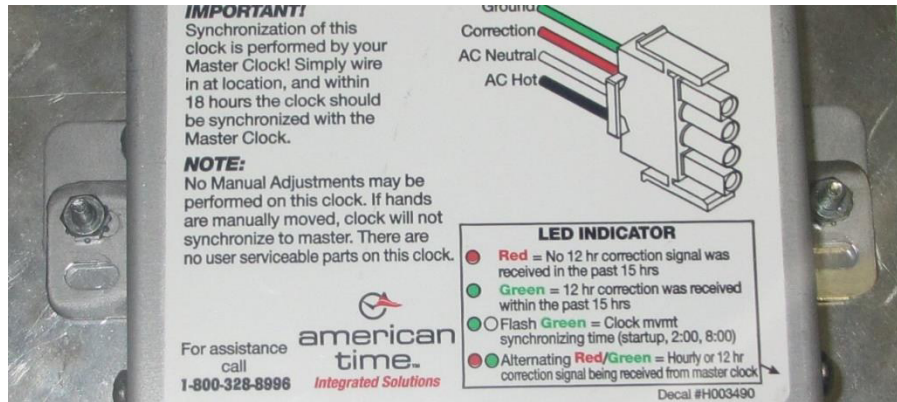 IMPORTANT!
Synchronization of this
clock is performed by your
Master Clock! Simply wire
in at location, and within
18 hours the clock should
be synchronized with the
Master Clock.
NOTE:
No Manual Adjustments may be
performed on this clock. If hands
are manually moved, clock will not
synchronize to master. There are
no user serviceable parts on this clock.
For assistance
call
1-800-328-8996
american
time™
Integrated Solutions
Ground
Correction
AC Neutral
AC Hot
LED INDICATOR
Red = No 12 hr correction signal was
received in the past 15 hrs
Green = 12 hr correction was received
within the past 15 hrs
Flash Green = Clock mvmt
synchronizing time (startup, 2:00, 8:00)
Alternating Red/Green = Hourly or 12 hr
correction signal being received from master clock
Decal #H003490